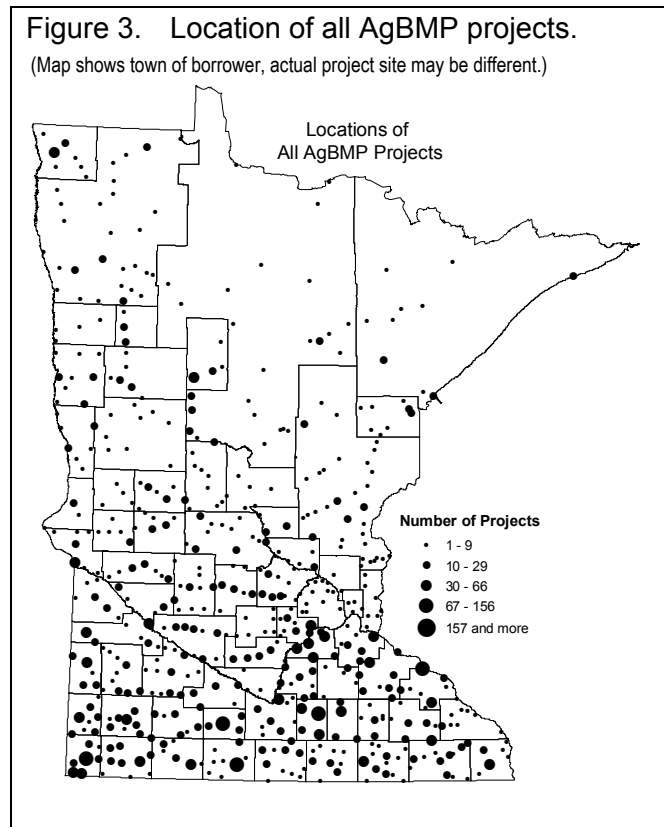 Figure 3. Location of all AgBMP projects.
(Map shows town of borrower, actual project site may be different.)
Locations of
All AgBMP Projects
Number of Projects
1 - 9
10 - 29
30 - 66
67 - 156
157 and more